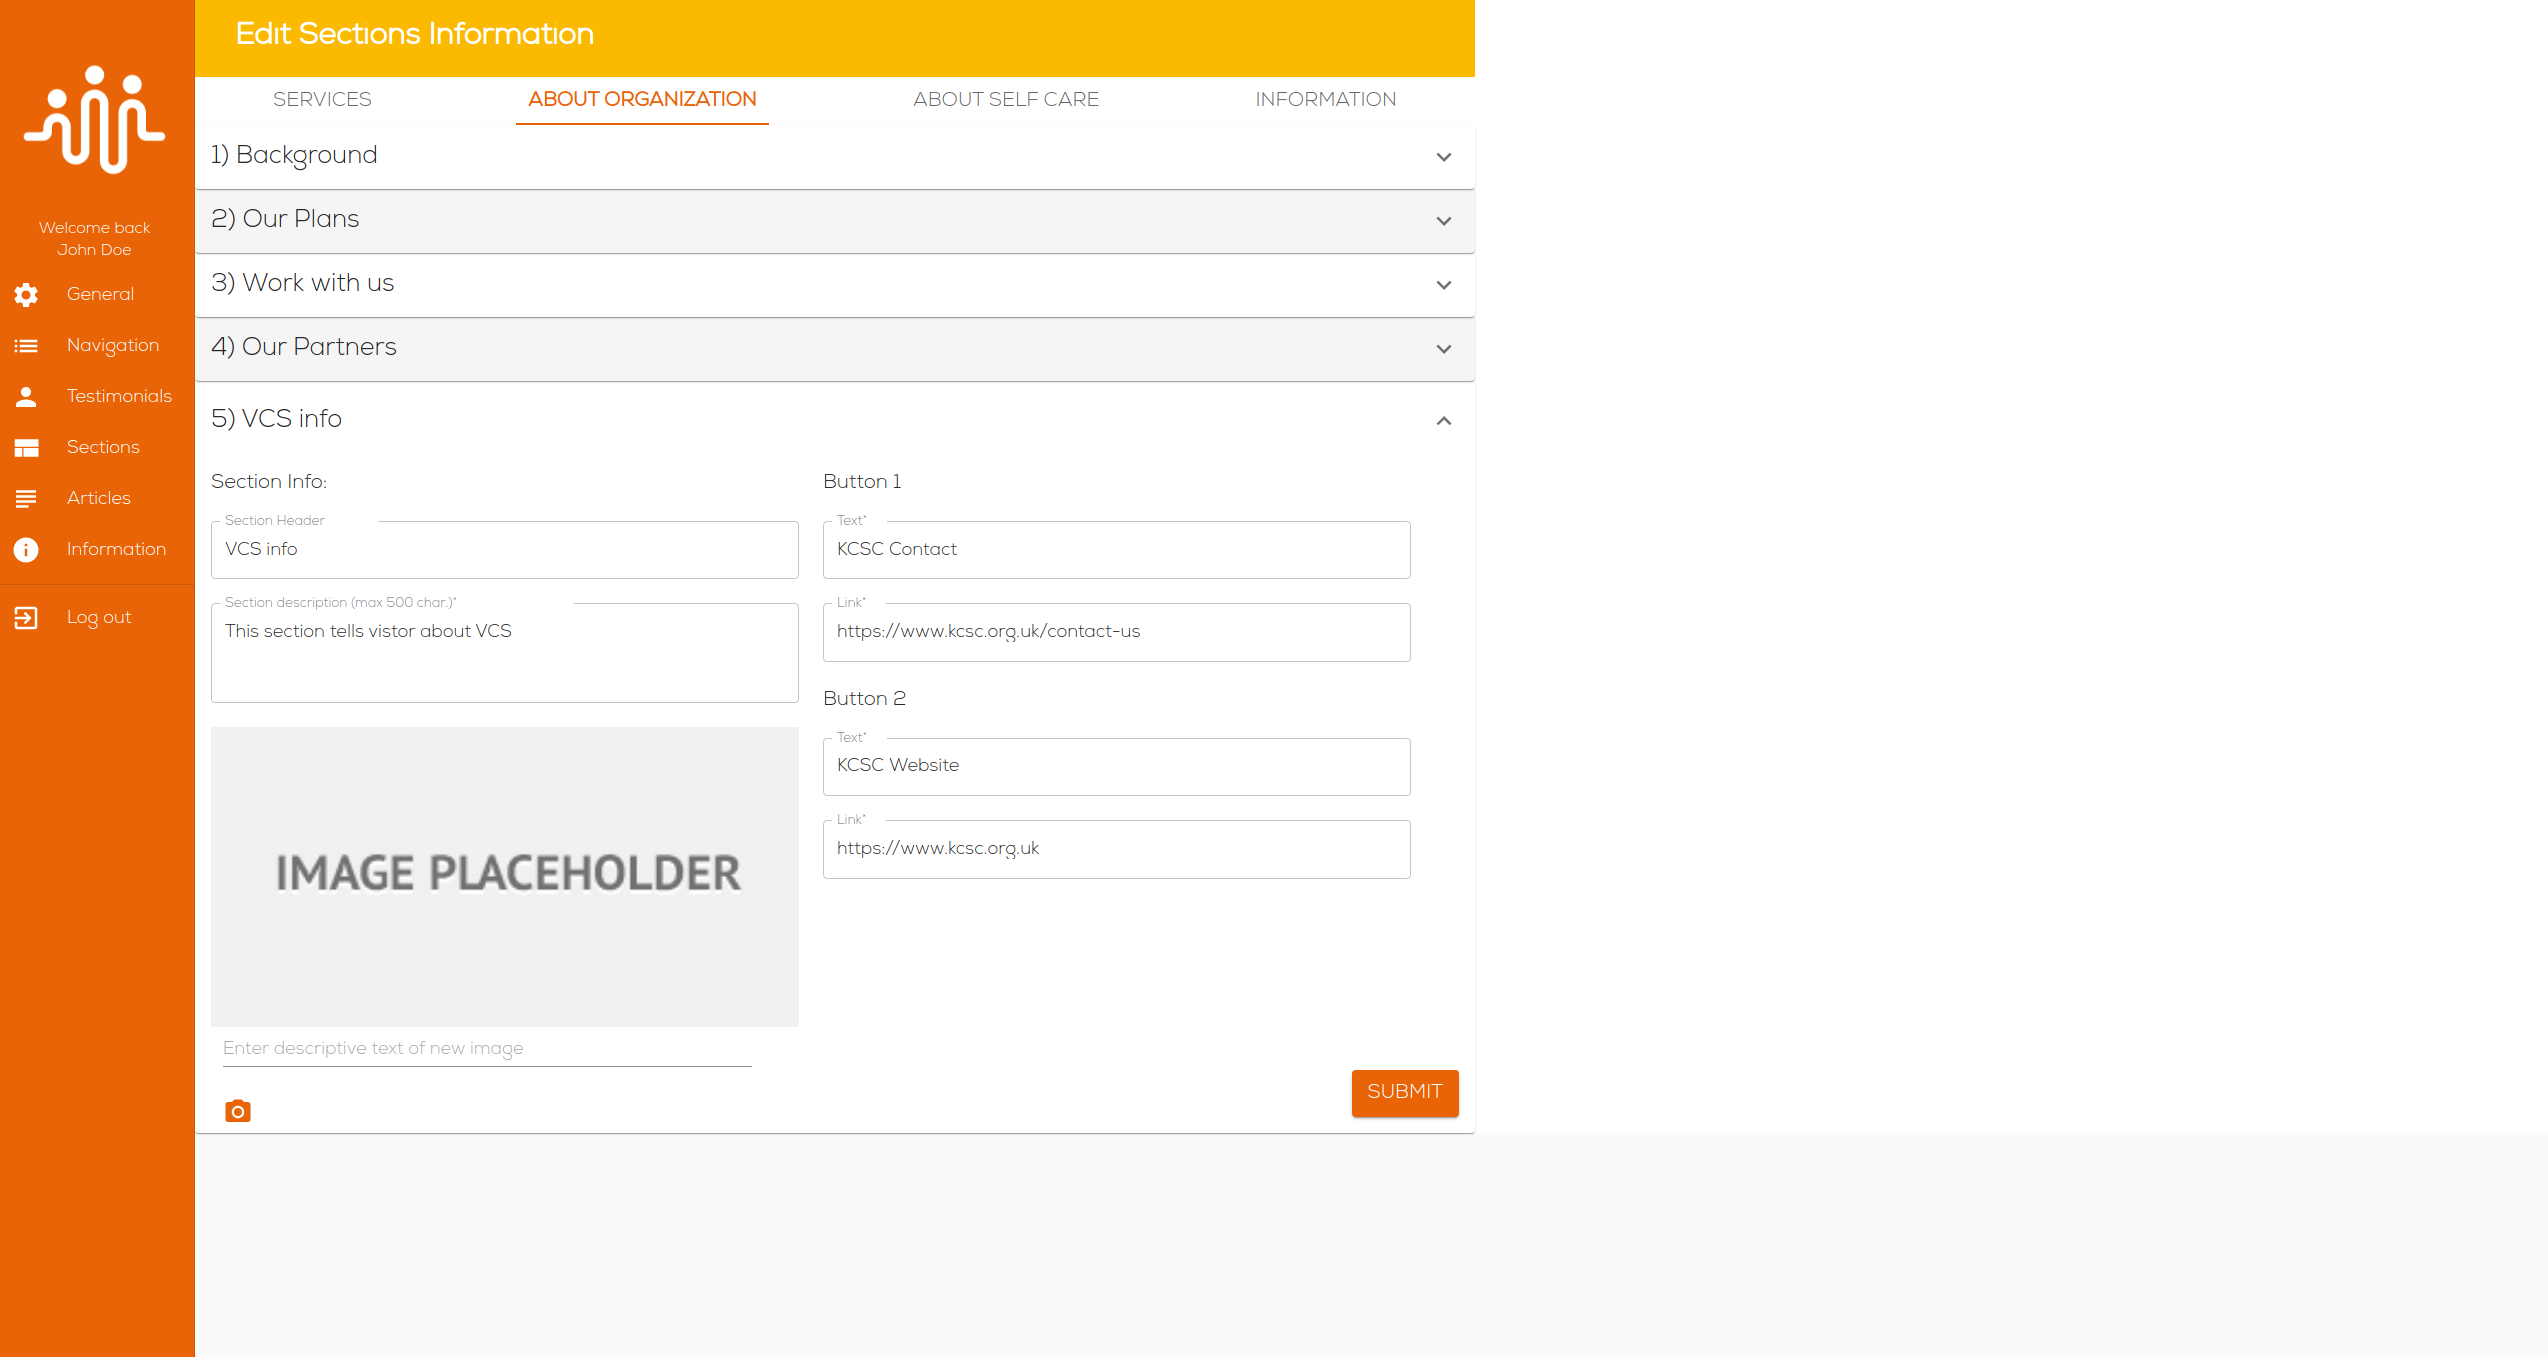 Edit Sections Information
Welcome back
John Doe
General
Navigation
Testimonials
Sections
Articles
Information
Log out
SERVICES
ABOUT ORGANIZATION
ABOUT SELF CARE
INFORMATION
1) Background
2) Our Plans
3) Work with us
4) Our Partners
5) VCS info
Section Info:
Section Header
VCS info
Section description (max 500 char.)*
This section tells vistor about VCS
IMAGE PLACEHOLDER
Enter descriptive text of new image
Button 1
Text*
KCSC Contact
Link*
https://www.kcsc.org.uk/contact-us
Button 2
Text*
KCSC Website
Link*
https://www.kcsc.org.uk
SUBMIT